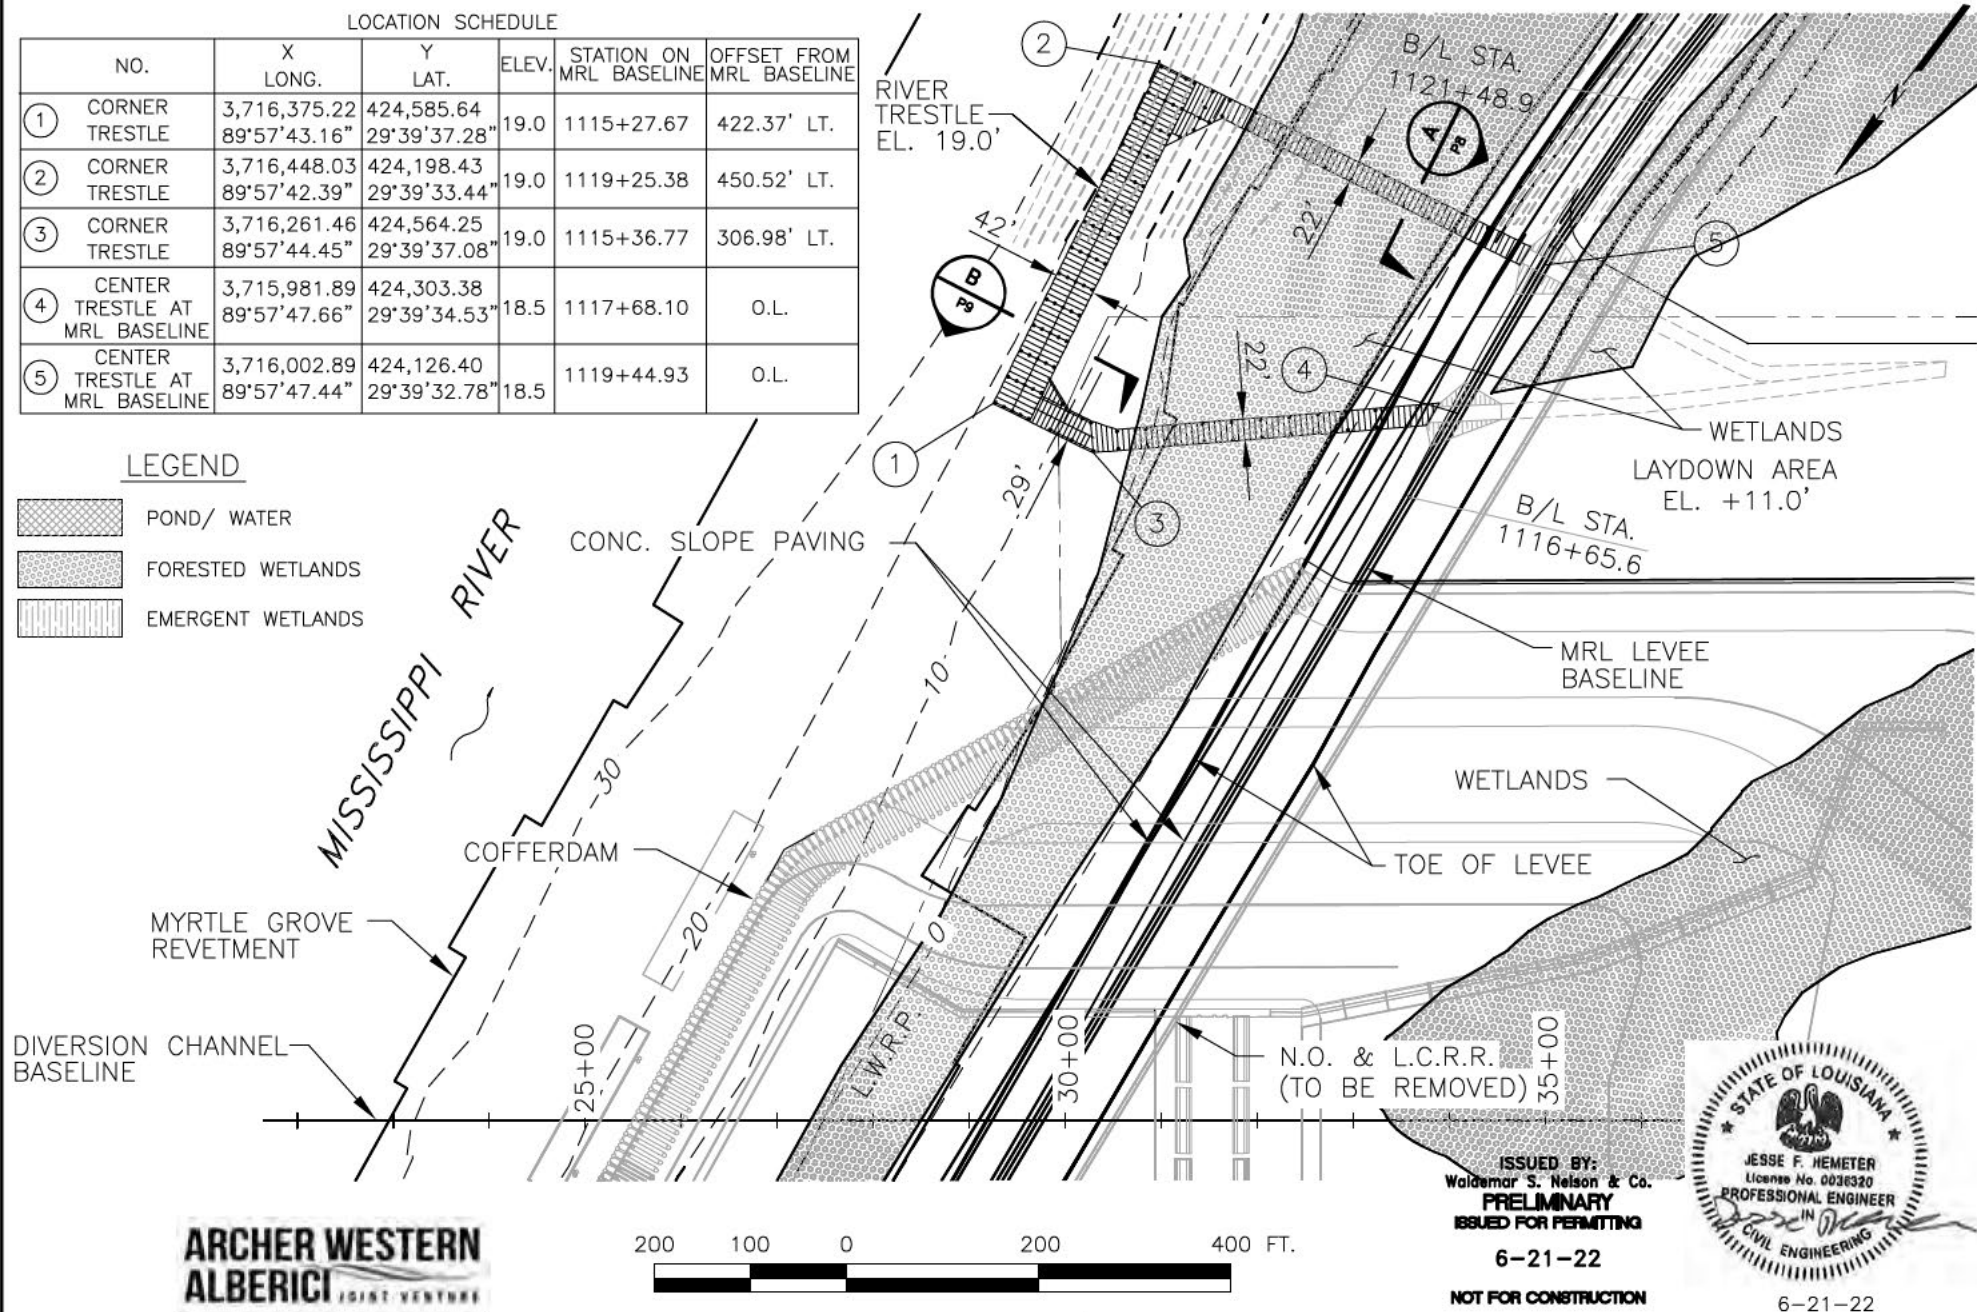 LOCATION SCHEDULE
NO. X LONG. Y LAT. ELEV. STATION ON MRL BASELINE OFFSET FROM MRL BASELINE
1 CORNER TRESTLE 3,716,375.22 89°57'43.16" 424,585.64 29°39'37.28" 19.0 1115+27.67 422.37' LT.
2 CORNER TRESTLE 3,716,448.03 89°57'42.39" 424,198.43 29°39'33.44" 19.0 1119+25.38 450.52' LT.
3 CORNER TRESTLE 3,716,261.46 89°57'44.45" 424,564.25 29°39'37.08" 19.0 1115+36.77 306.98' LT.
4 CENTER TRESTLE AT MRL BASELINE 3,715,981.89 89°57'47.66" 424,303.38 29°39'34.53" 18.5 1117+68.10 O.L.
5 CENTER TRESTLE AT MRL BASELINE 3,716,002.89 89°57'47.44" 424,126.40 29°39'32.78" 18.5 1119+44.93 O.L.
LEGEND
POND/ WATER
FORESTED WETLANDS
EMERGENT WETLANDS
2
RIVER
TRESTLE
EL. 19.0'
B/L STA.
1121+48.9
A
P8
N
42'
22'
5
B
P9
22'
4
1
29'
3
WETLANDS
LAYDOWN AREA
EL. +11.0'
B/L STA.
1116+65.6
CONC. SLOPE PAVING
MISSISSIPPI RIVER
MRL LEVEE
BASELINE
10
30
WETLANDS
COFFERDAM
TOE OF LEVEE
20
0
MYRTLE GROVE
REVETMENT
L.W.R.P.
DIVERSION CHANNEL
BASELINE
25+00
30+00
35+00
N.O. & L.C.R.R.
(TO BE REMOVED)
ARCHER WESTERN
ALBERICI JOINT VENTURE
200 100 0 200 400 FT.
ISSUED BY:
Waldemar S. Nelson & Co.
PRELIMINARY
ISSUED FOR PERMITTING
6-21-22
NOT FOR CONSTRUCTION
STATE OF LOUISIANA
JESSE F. HEMETER
License No. 0036320
PROFESSIONAL ENGINEER
IN
CIVIL ENGINEERING
6-21-22